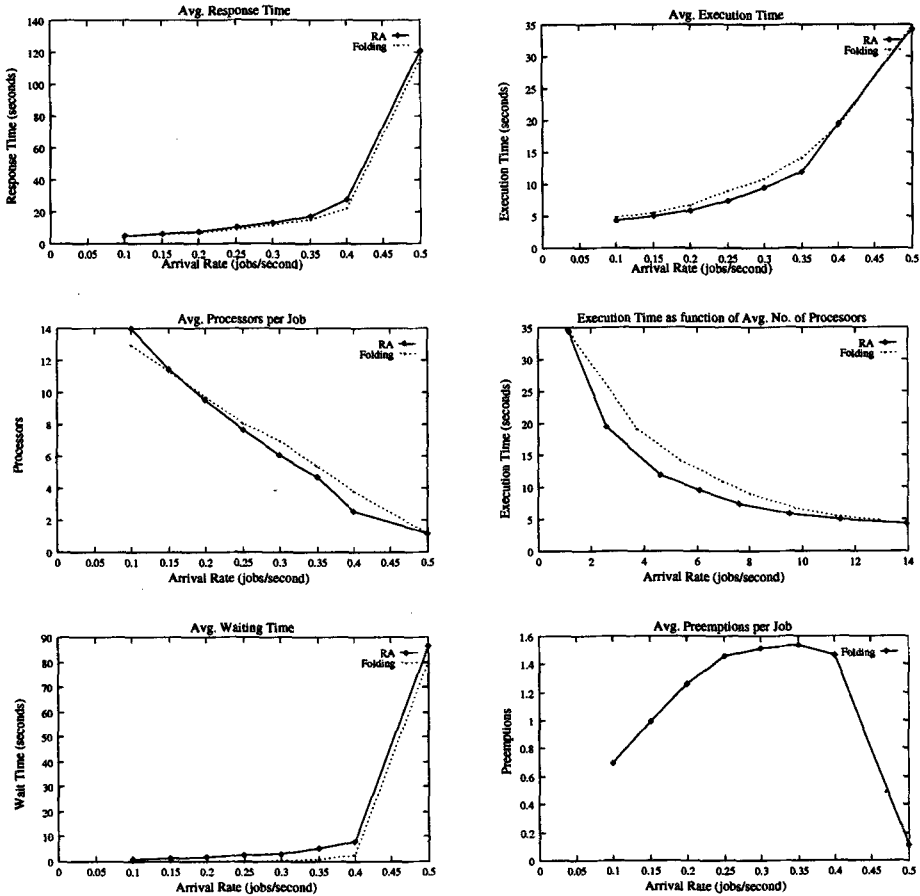 Avg. Response Time
140
120
100
80
60
40
20
0
Response Time (seconds)
RA
Folding
0 0.05 0.1 0.15 0.2 0.25 0.3 0.35 0.4 0.45 0.5
Arrival Rate (jobs/second)
Avg. Execution Time
35
30
25
20
15
10
5
0
Execution Time (seconds)
RA
Folding
0 0.05 0.1 0.15 0.2 0.25 0.3 0.35 0.4 0.45 0.5
Arrival Rate (jobs/second)
Avg. Processors per Job
14
12
10
8
6
4
2
0
Processors
RA
Folding
0 0.05 0.1 0.15 0.2 0.25 0.3 0.35 0.4 0.45 0.5
Arrival Rate (jobs/second)
Execution Time as function of Avg. No. of Procesoors
35
30
25
20
15
10
5
0
Execution Time (seconds)
RA
Folding
0 2 4 6 8 10 12 14
Arrival Rate (jobs/second)
Avg. Waiting Time
90
80
70
60
50
40
30
20
10
0
Wait Time (seconds)
RA
Folding
0 0.05 0.1 0.15 0.2 0.25 0.3 0.35 0.4 0.45 0.5
Arrival Rate (jobs/second)
Avg. Preemptions per Job
1.6
1.4
1.2
1
0.8
0.6
0.4
0.2
0
Preemptions
Folding
0 0.05 0.1 0.15 0.2 0.25 0.3 0.35 0.4 0.45 0.5
Arrival Rate (jobs/second)